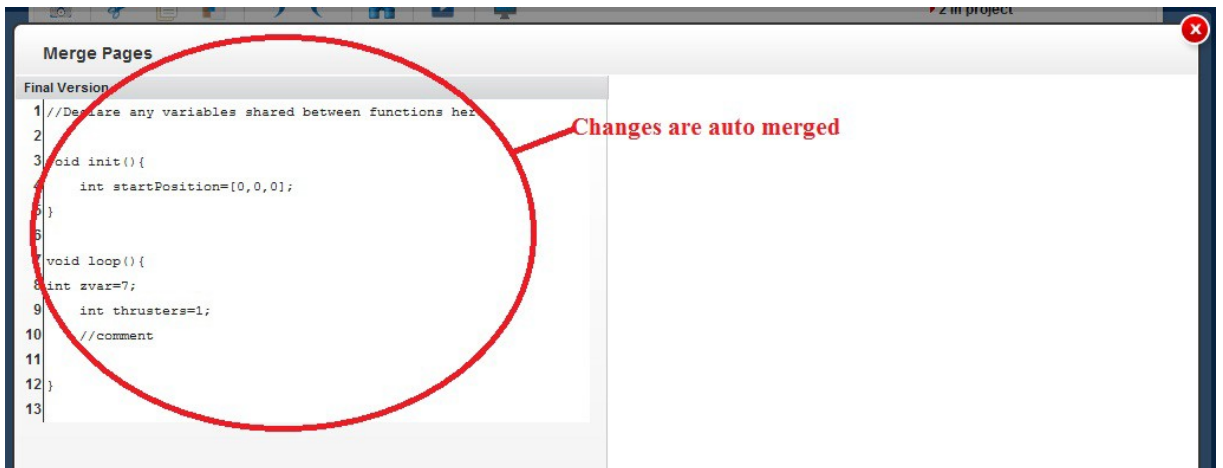 2 in project
Merge Pages
Final Version
1 //Declare any variables shared between functions her
2
3 void init(){
4 int startPosition=[0,0,0];
5 }
6
7 void loop(){
8 int zvar=7;
9 int thrusters=1;
10 //comment
11
12 }
13
Changes are auto merged